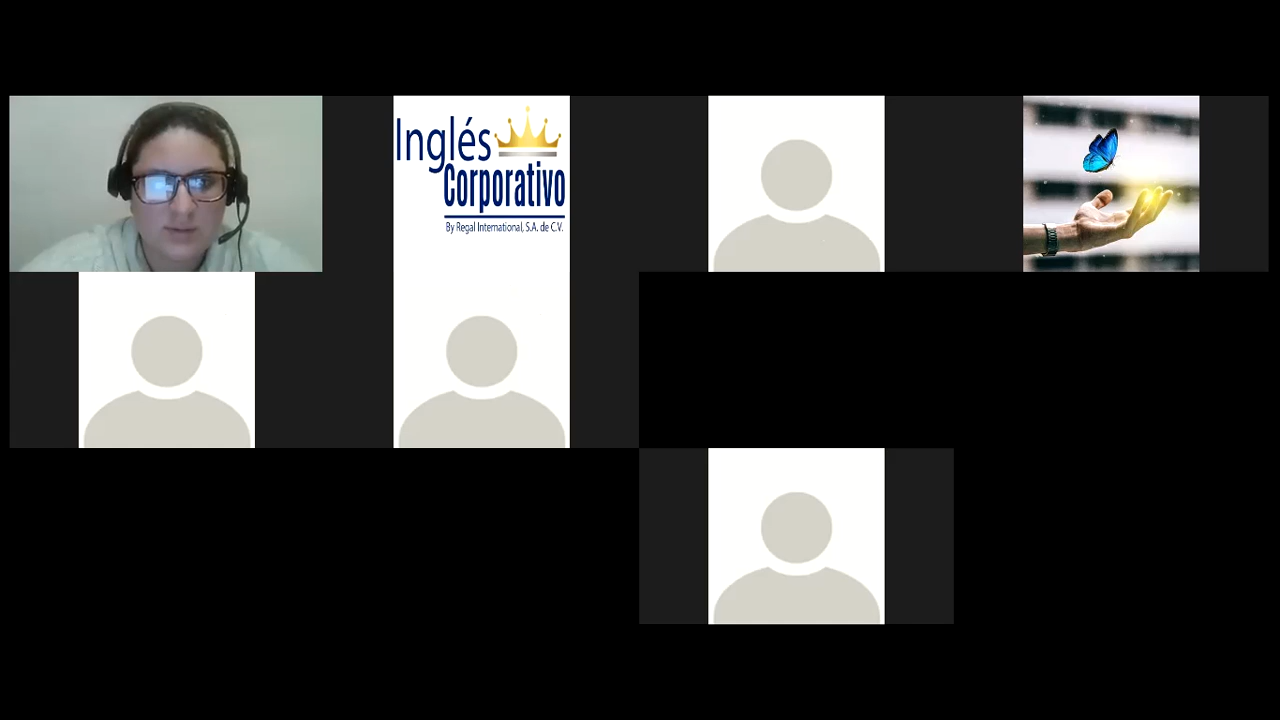 Inglés
Corporativo
By Regal International, S.A. de C.V.